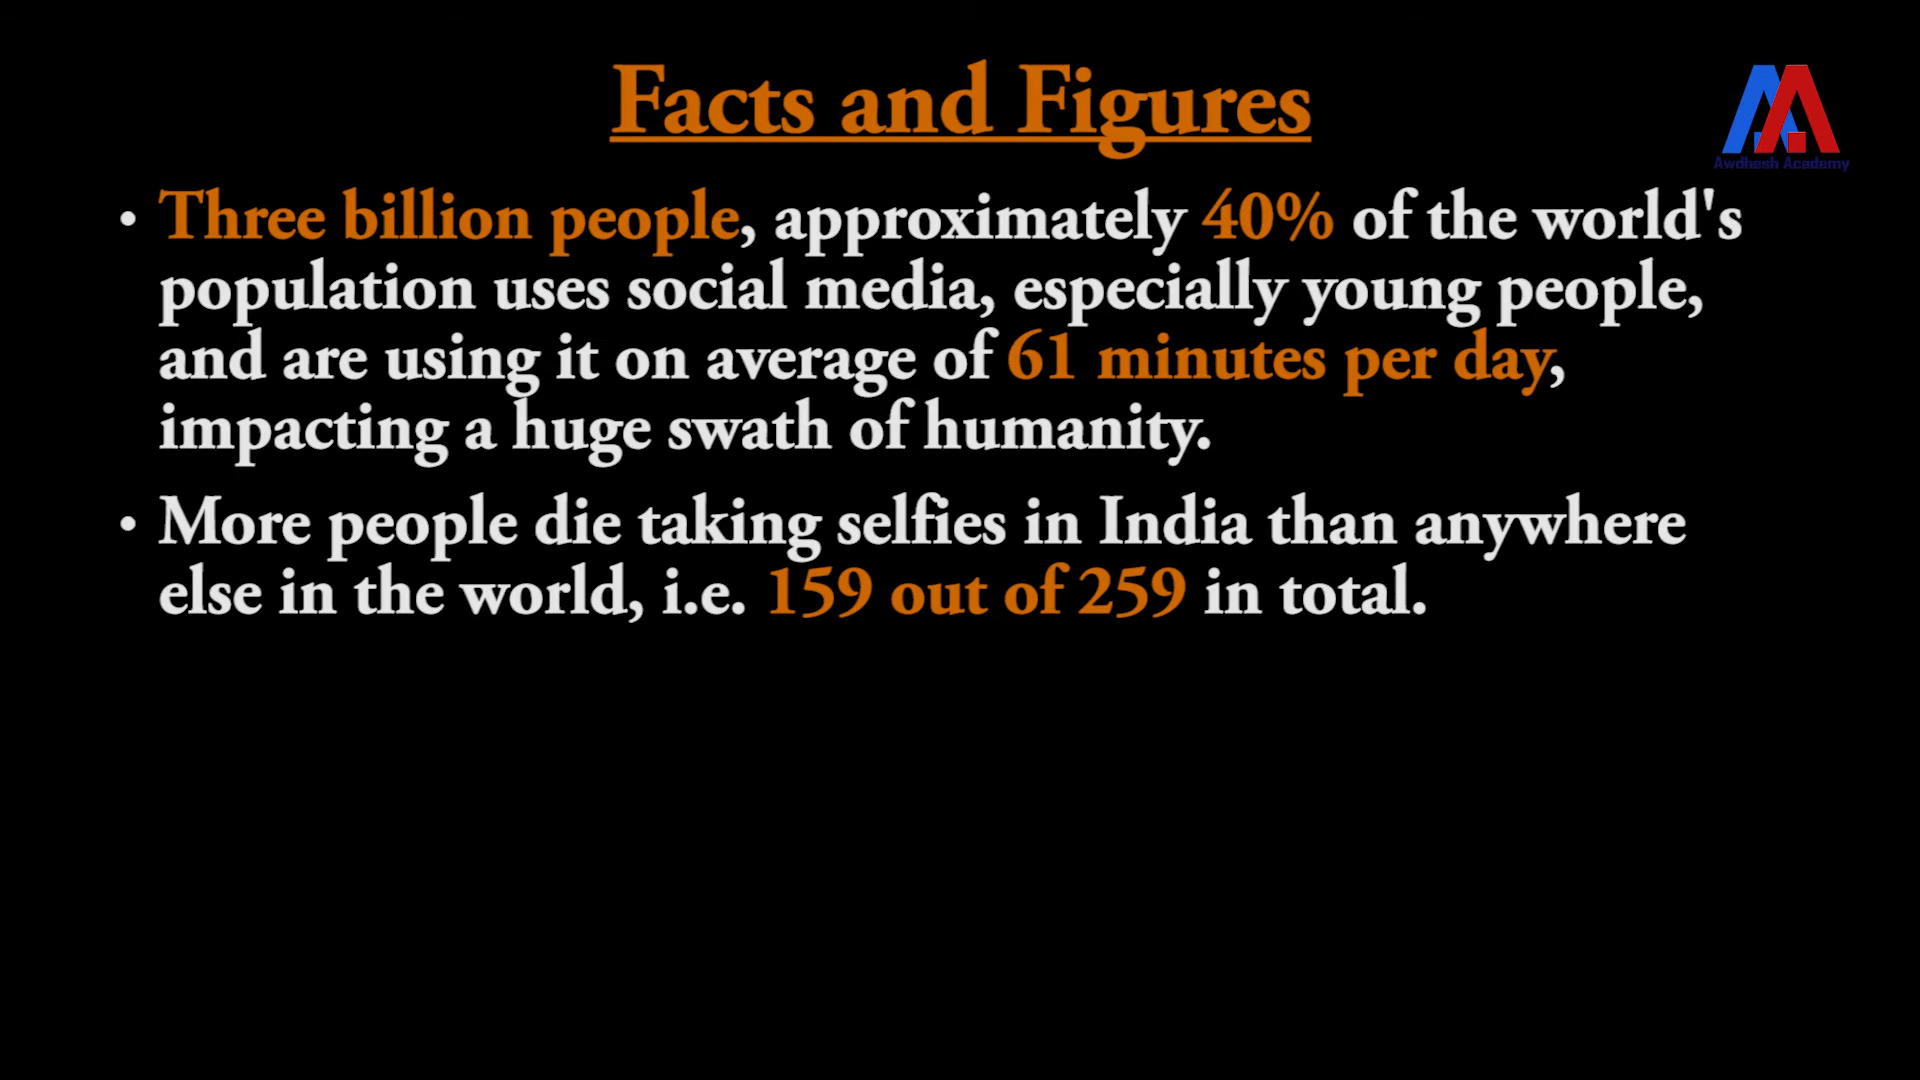 Facts and Figures
Awdhesh Academy
• Three billion people, approximately 40% of the world's
population uses social media, especially young people,
and are using it on average of 61 minutes per day,
impacting a huge swath of humanity.
• More people die taking selfies in India than anywhere
else in the world, i.e. 159 out of 259 in total.